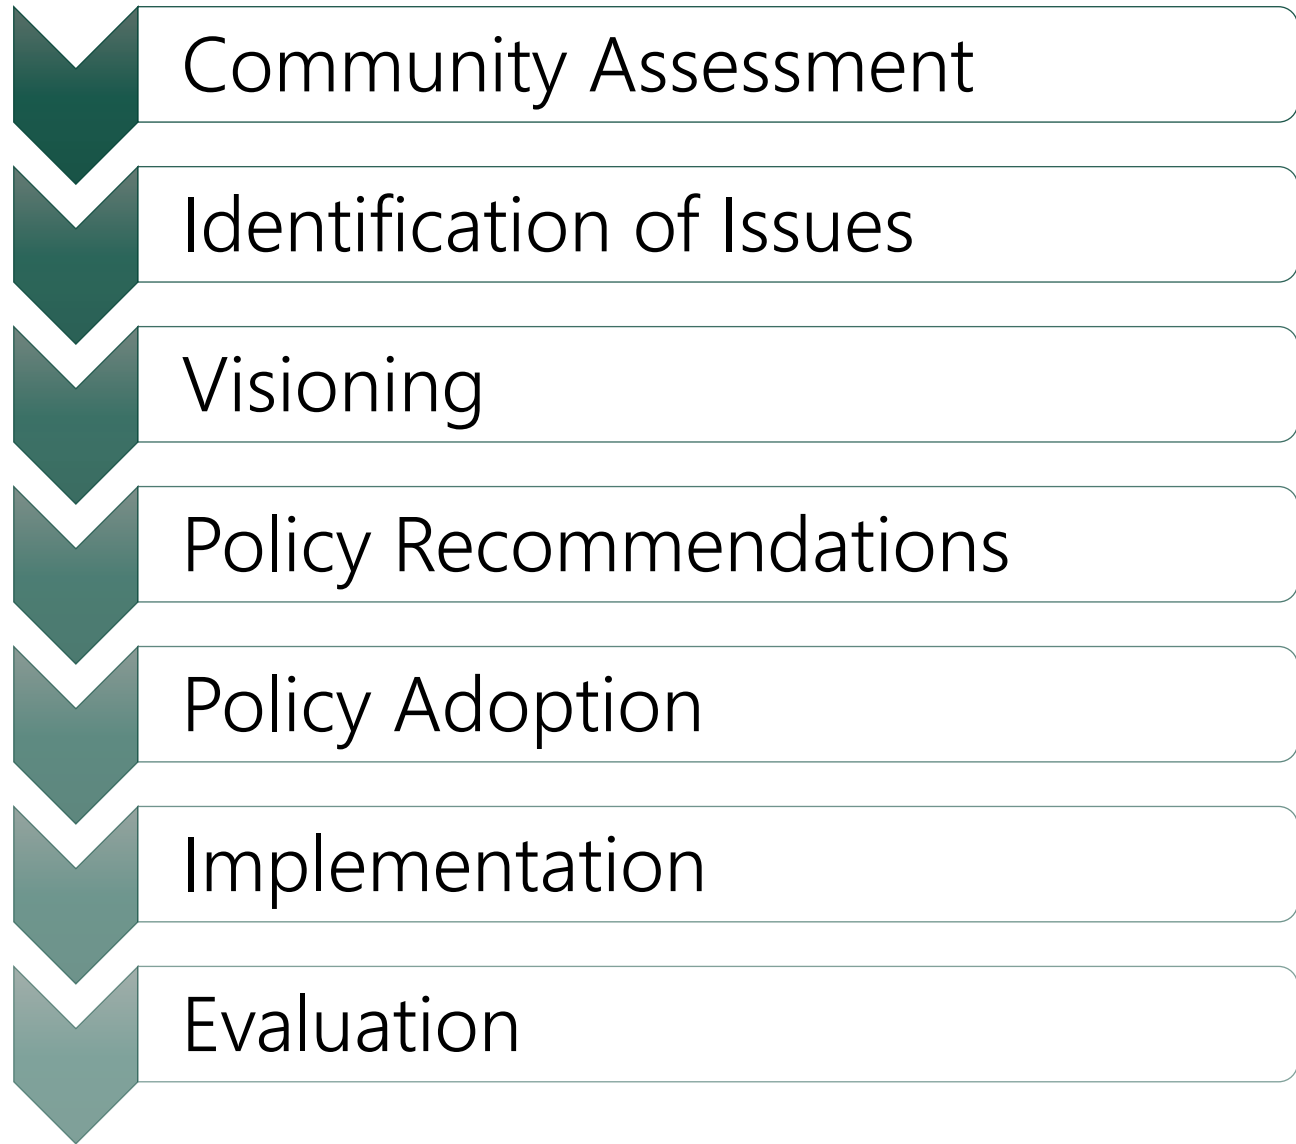 Community Assessment
Identification of Issues
Visioning
Policy Recommendations
Policy Adoption
Implementation
Evaluation